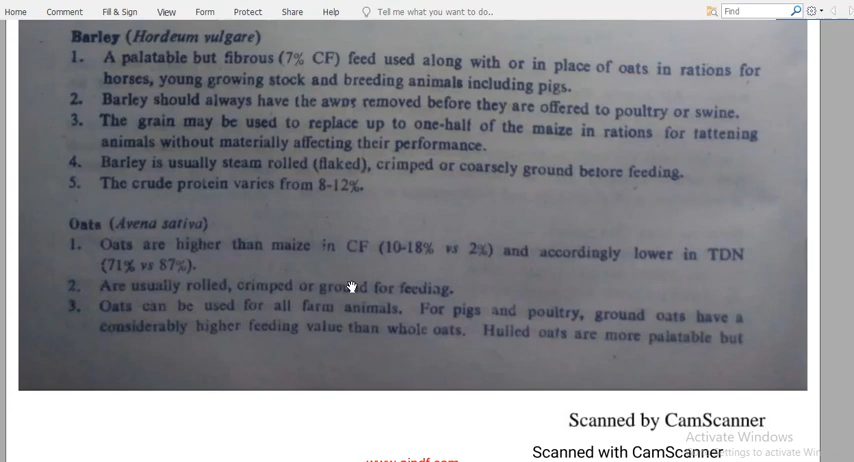 Home Comment Fill & Sign View Form Protect Share Help Tell me what you want to do.. Find
Barley (Hordeum vulgare)
1. A palatable but fibrous (7% CF) feed used along with or in place of oats in rations for
horses, young growing stock and breeding animals including pigs.
2. Barley should always have the awns removed before they are offered to poultry or swine.
3. The grain may be used to replace up to one-half of the maize in rations for fattening
animals without materially affecting their performance.
4. Barley is usually steam rolled (flaked), crimped or coarsely ground before feeding.
5. The crude protein varies from 8-12%.
Oats (Avena sativa)
1. Oats are higher than maize in CF (10-18% vs 2%) and accordingly lower in TDN
(71% vs 87%).
2. Are usually rolled, crimped or ground for feeding.
3. Oats can be used for all farm animals. For pigs and poultry, ground oats have a
considerably higher feeding value than whole oats. Hulled oats are more palatable but
Scanned by CamScanner
Activate Windows
Scanned with CamScanner
settings to activate Win